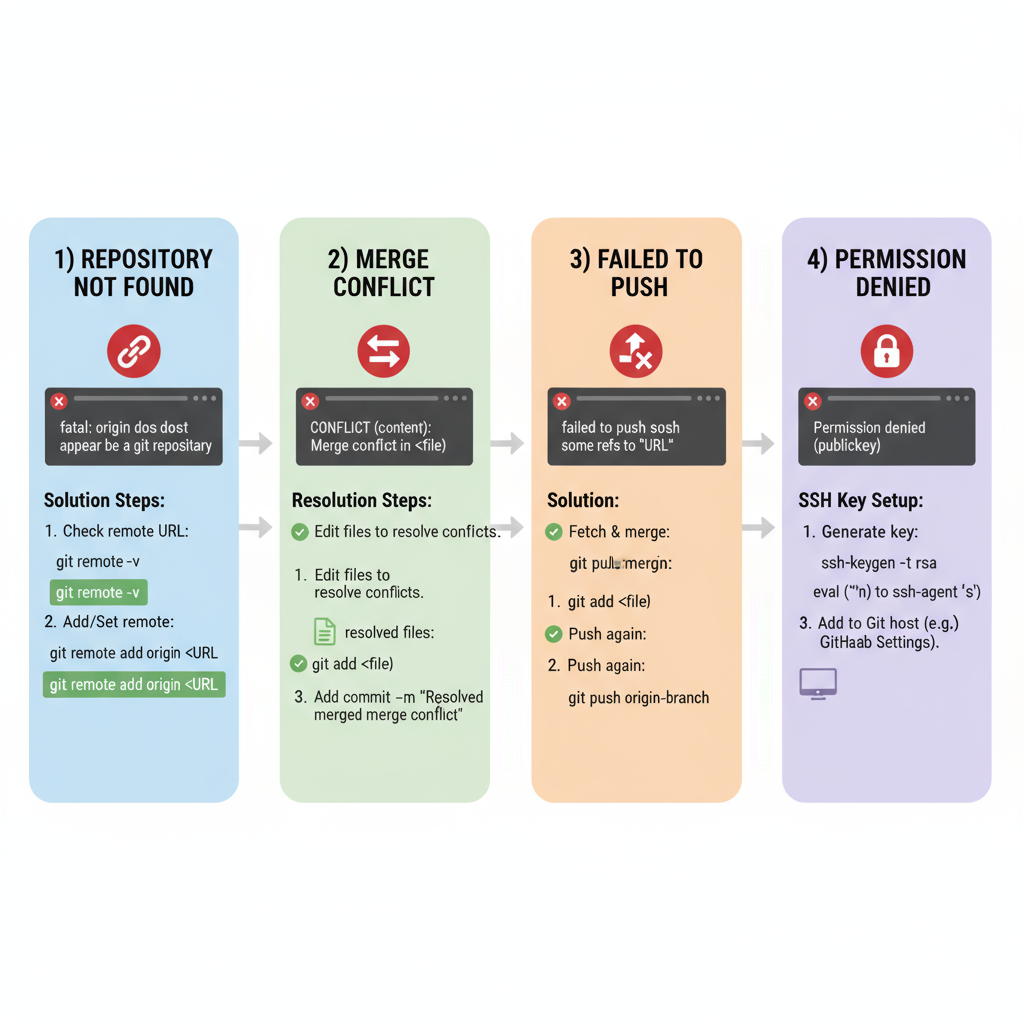 1) REPOSITORY
NOT FOUND
fatal: origin dos dost
appear be a git repositary
Solution Steps:
1. Check remote URL:
git remote –v
git remote –v
2. Add/Set remote:
git remote add origin <URL
git remote add origin <URL
2) MERGE
CONFLICT
CONFLICT (content):
Merge conflct in <file)
Resolution Steps:
Edit files to resolve conficts.
1. Edit files to
resolve conflcts.
resolved files:
git add <file)
3. Add commit –m "Resolved
merged merge conflict"
3) FAILED TO
PUSH
failed to push sosh
some refs to "URL"
Solution:
Fetch & merge:
git
1. git add <file)
Push again:
2. Push again:
git push origin-branch
4) PERMISSION
DENIED
Permission denied
(publickey)
SSH Key Setup:
1. Generate key:
ssh-keygen –t rsa
eval ("'n) to ssh-agent 's')
3. Add to Git host (e.g,)
GitHaab Settings).